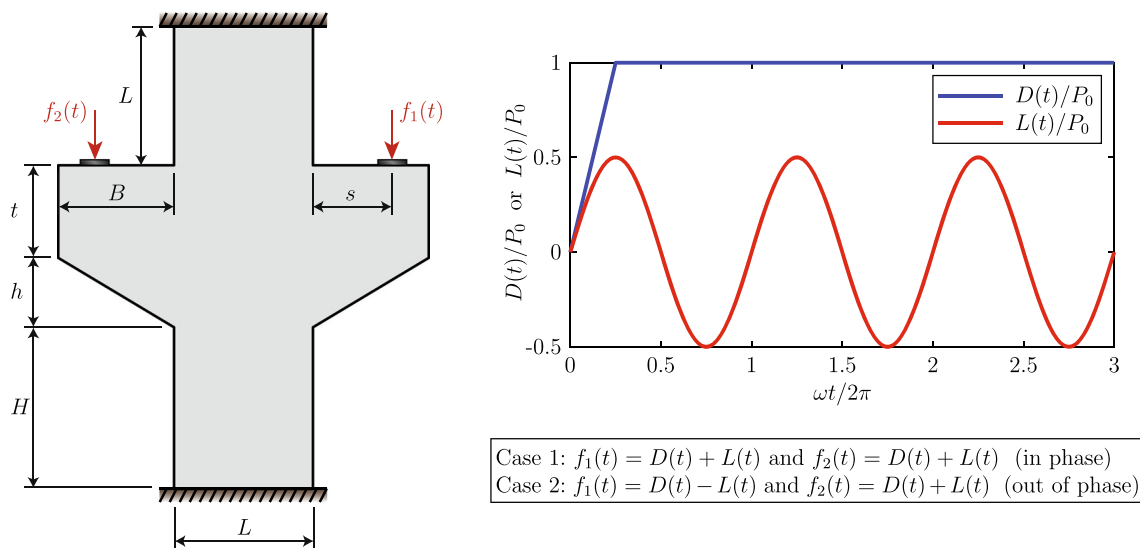 L
f₂(t)
f₁(t)
B
s
t
h
H
L
D(t)/P₀ or L(t)/P₀
1
0.5
0
-0.5
D(t)/P₀
L(t)/P₀
0 0.5 1 1.5 2 2.5 3
ωt/2π
Case 1: f₁(t) = D(t) + L(t) and f₂(t) = D(t) + L(t) (in phase)
Case 2: f₁(t) = D(t) − L(t) and f₂(t) = D(t) + L(t) (out of phase)